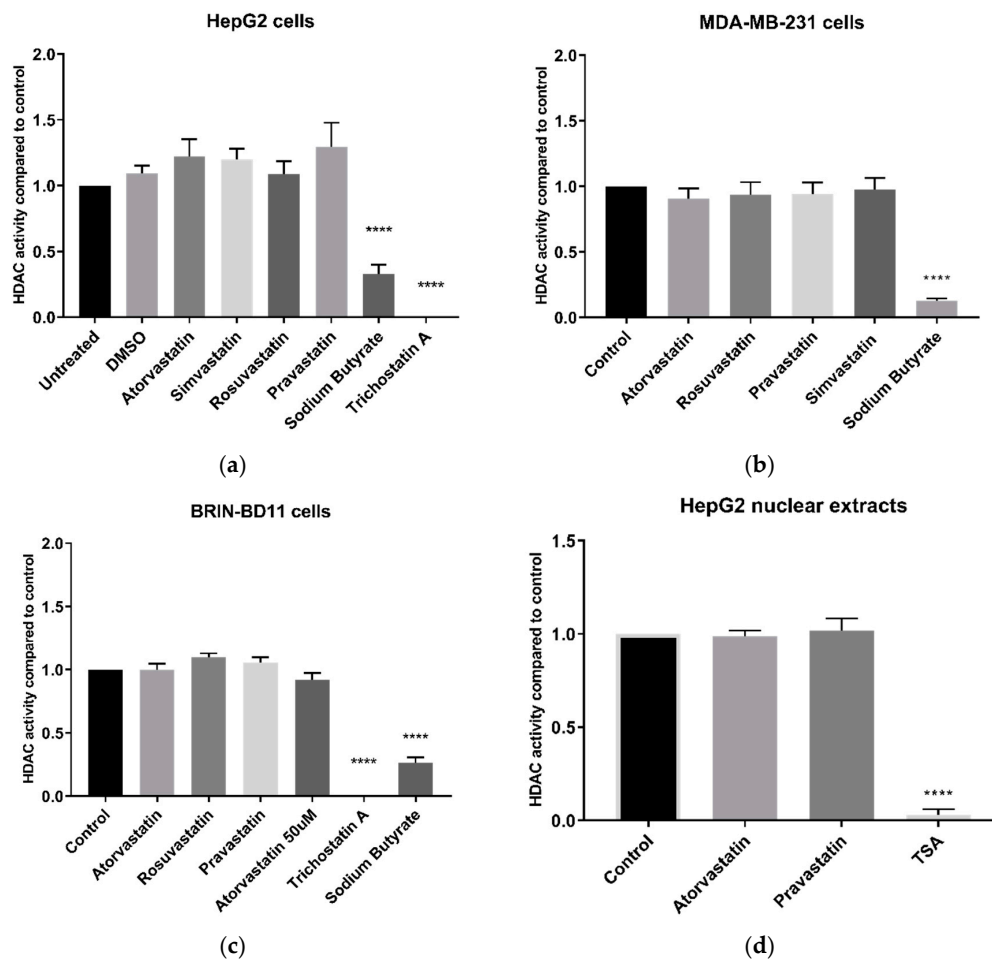 HepG2 cells
HDAC activity compared to control
2.0
1.5
1.0
0.5
0.0
****
****
Untreated
DMSO
Atorvastatin
Simvastatin
Rosuvastatin
Pravastatin
Sodium Butyrate
Trichostatin A
(a)
MDA-MB-231 cells
HDAC activity compared to control
2.0
1.5
1.0
0.5
0.0
****
Control
Atorvastatin
Rosuvastatin
Pravastatin
Simvastatin
Sodium Butyrate
(b)
BRIN-BD11 cells
HDAC activity compared to control
2.0
1.5
1.0
0.5
0.0
****
****
Control
Atorvastatin
Rosuvastatin
Pravastatin
Atorvastatin 50uM
Trichostatin A
Sodium Butyrate
(c)
HepG2 nuclear extracts
HDAC activity compared to control
1.5
1.0
0.5
0.0
****
Control
Atorvastatin
Pravastatin
TSA
(d)